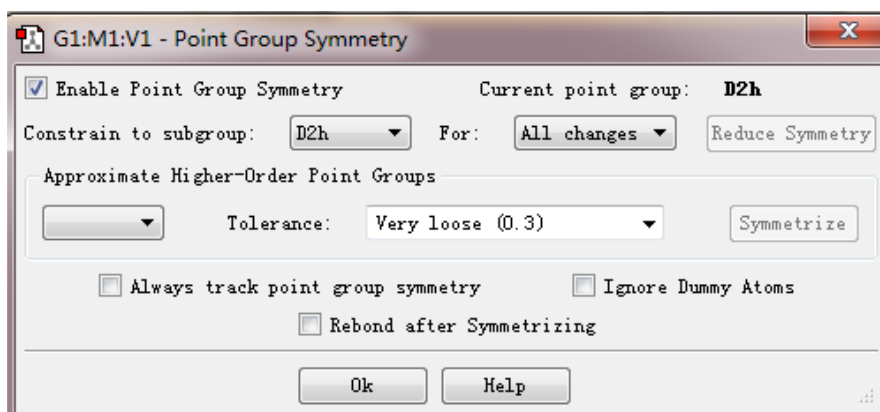 G1:M1:V1 - Point Group Symmetry
Enable Point Group Symmetry Current point group: D2h
Constrain to subgroup: D2h For: All changes Reduce Symmetry
Approximate Higher-Order Point Groups
Tolerance: Very loose (0.3) Symmetrize
Always track point group symmetry Ignore Dummy Atoms
Rebond after Symmetrizing
Ok Help